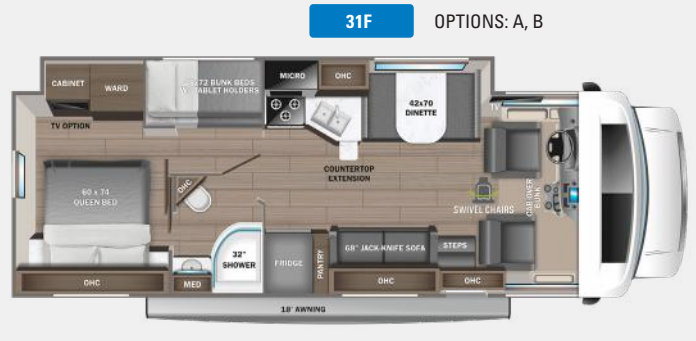 31F
OPTIONS: A, B
CABINET
WARD
72 BUNK BEDS
W/ TABLET HOLDERS
MICRO
OHC
42x70
DINETTE
TV
TV OPTION
COUNTERTOP
EXTENSION
OHC
60 x 74
QUEEN BED
SWIVEL CHAIRS
CAB OVER
BUNK
32"
SHOWER
FRIDGE
PANTRY
68" JACK-KNIFE SOFA
STEPS
OHC
MED
OHC
OHC
18' AWNING